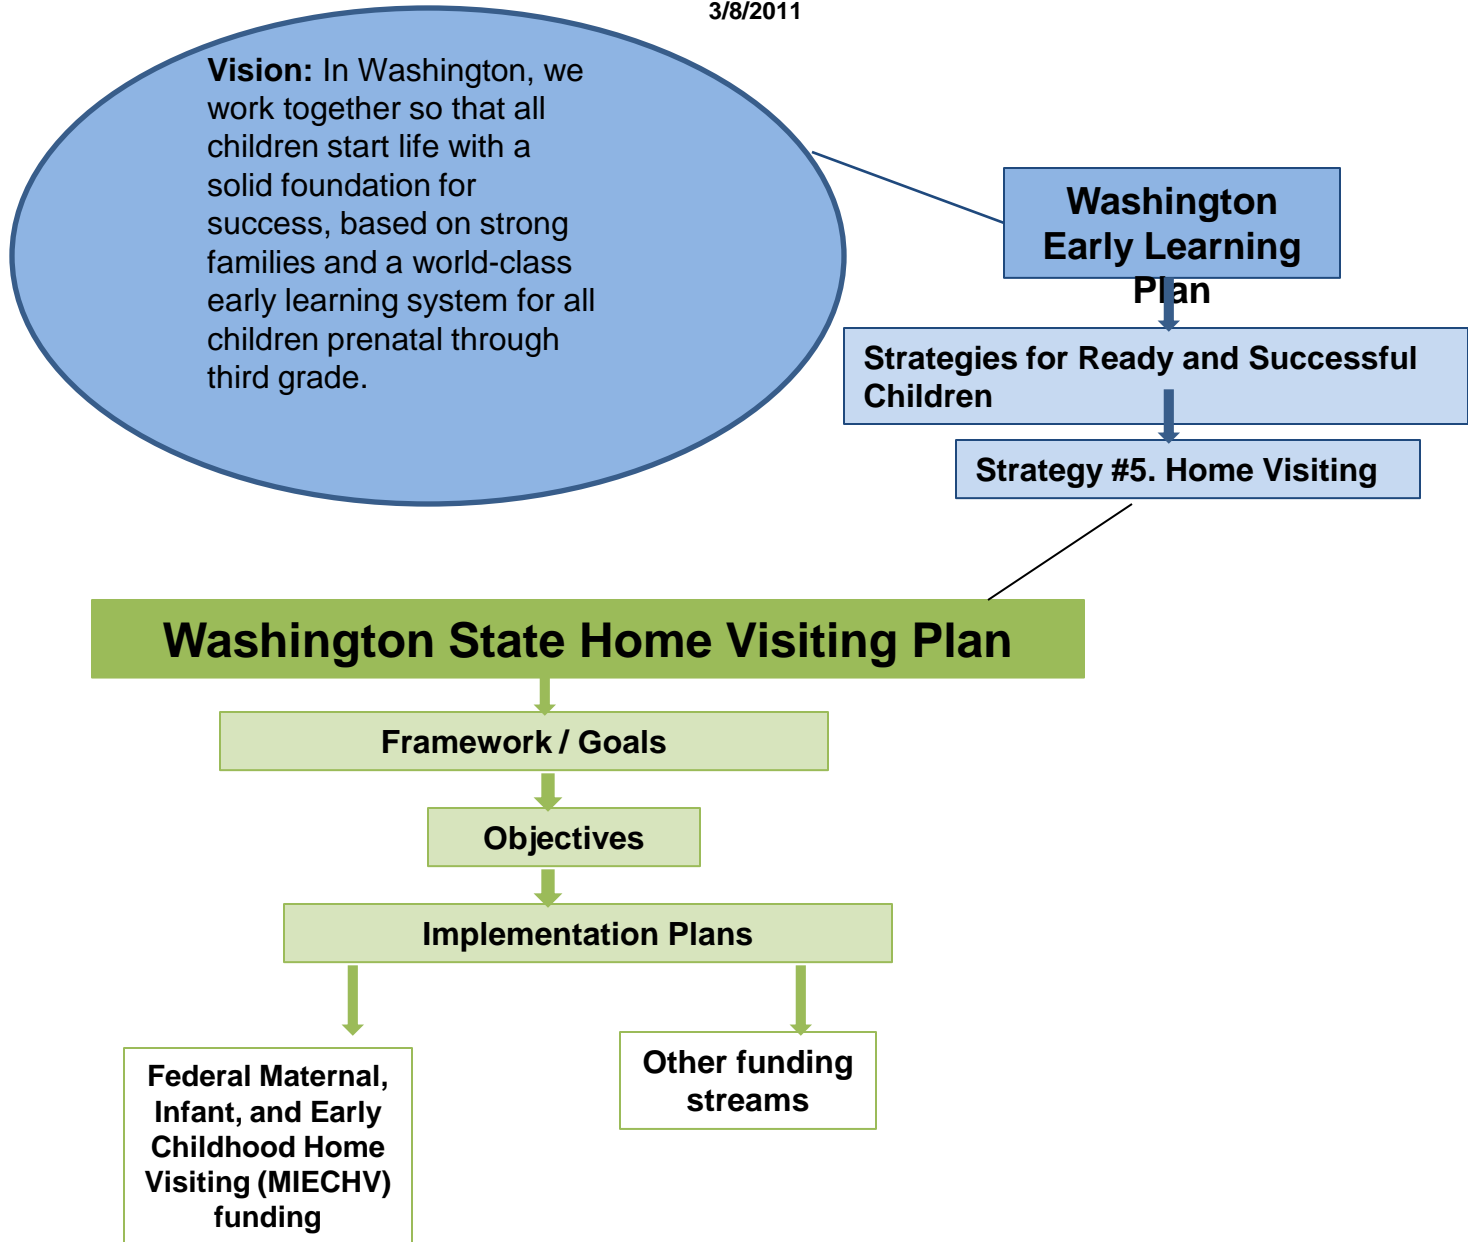 3/8/2011
Vision: In Washington, we
work together so that all
children start life with a
solid foundation for
success, based on strong
families and a world-class
early learning system for all
children prenatal through
third grade.
Washington
Early Learning
Plan
Strategies for Ready and Successful
Children
Strategy #5. Home Visiting
Washington State Home Visiting Plan
Framework / Goals
Objectives
Implementation Plans
Federal Maternal,
Infant, and Early
Childhood Home
Visiting (MIECHV)
funding
Other funding
streams